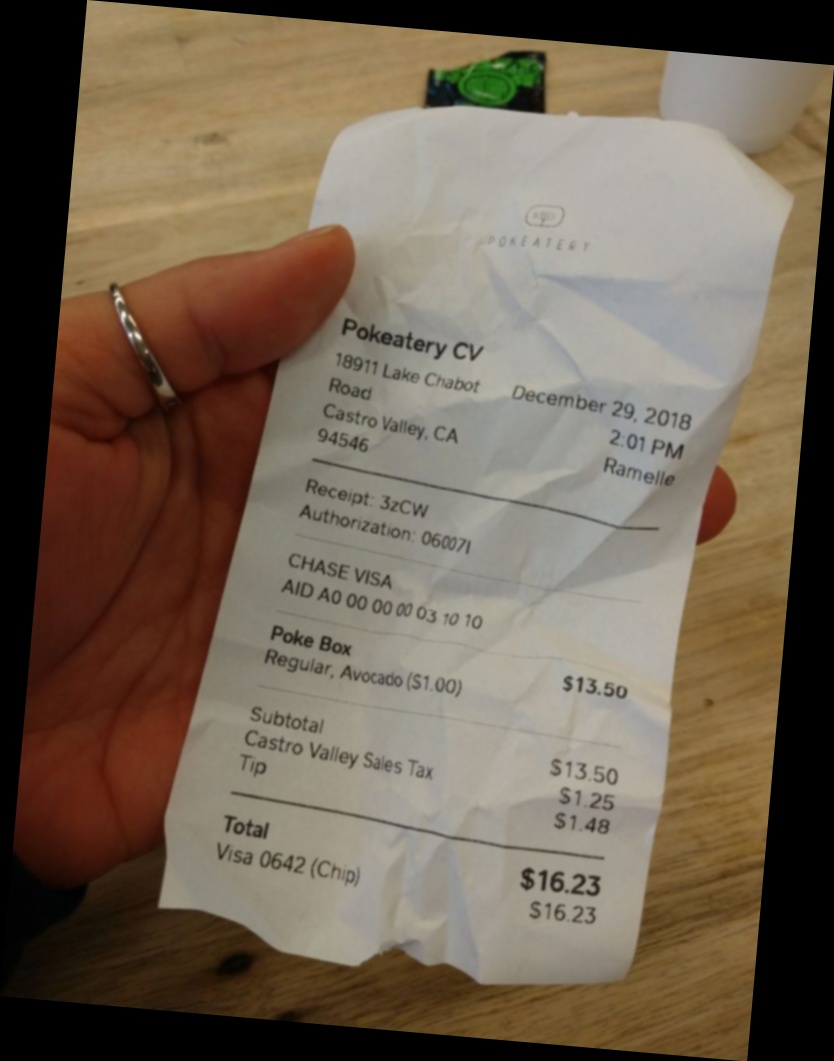 POKEATEGY
Pokeatery CV
18911 Lake Chabot
Road
Castro Valley, CA
94546
December 29, 2018
2:01 PM
Ramelle
Receipt: 3zCW
Authorization: 06007I
CHASE VISA
AID A0 00 00 00 03 10 10
Poke Box $13.50
Regular, Avocado ($1.00)
Subtotal $13.50
Castro Valley Sales Tax $1.25
Tip $1.48
Total $16.23
Visa 0642 (Chip) $16.23